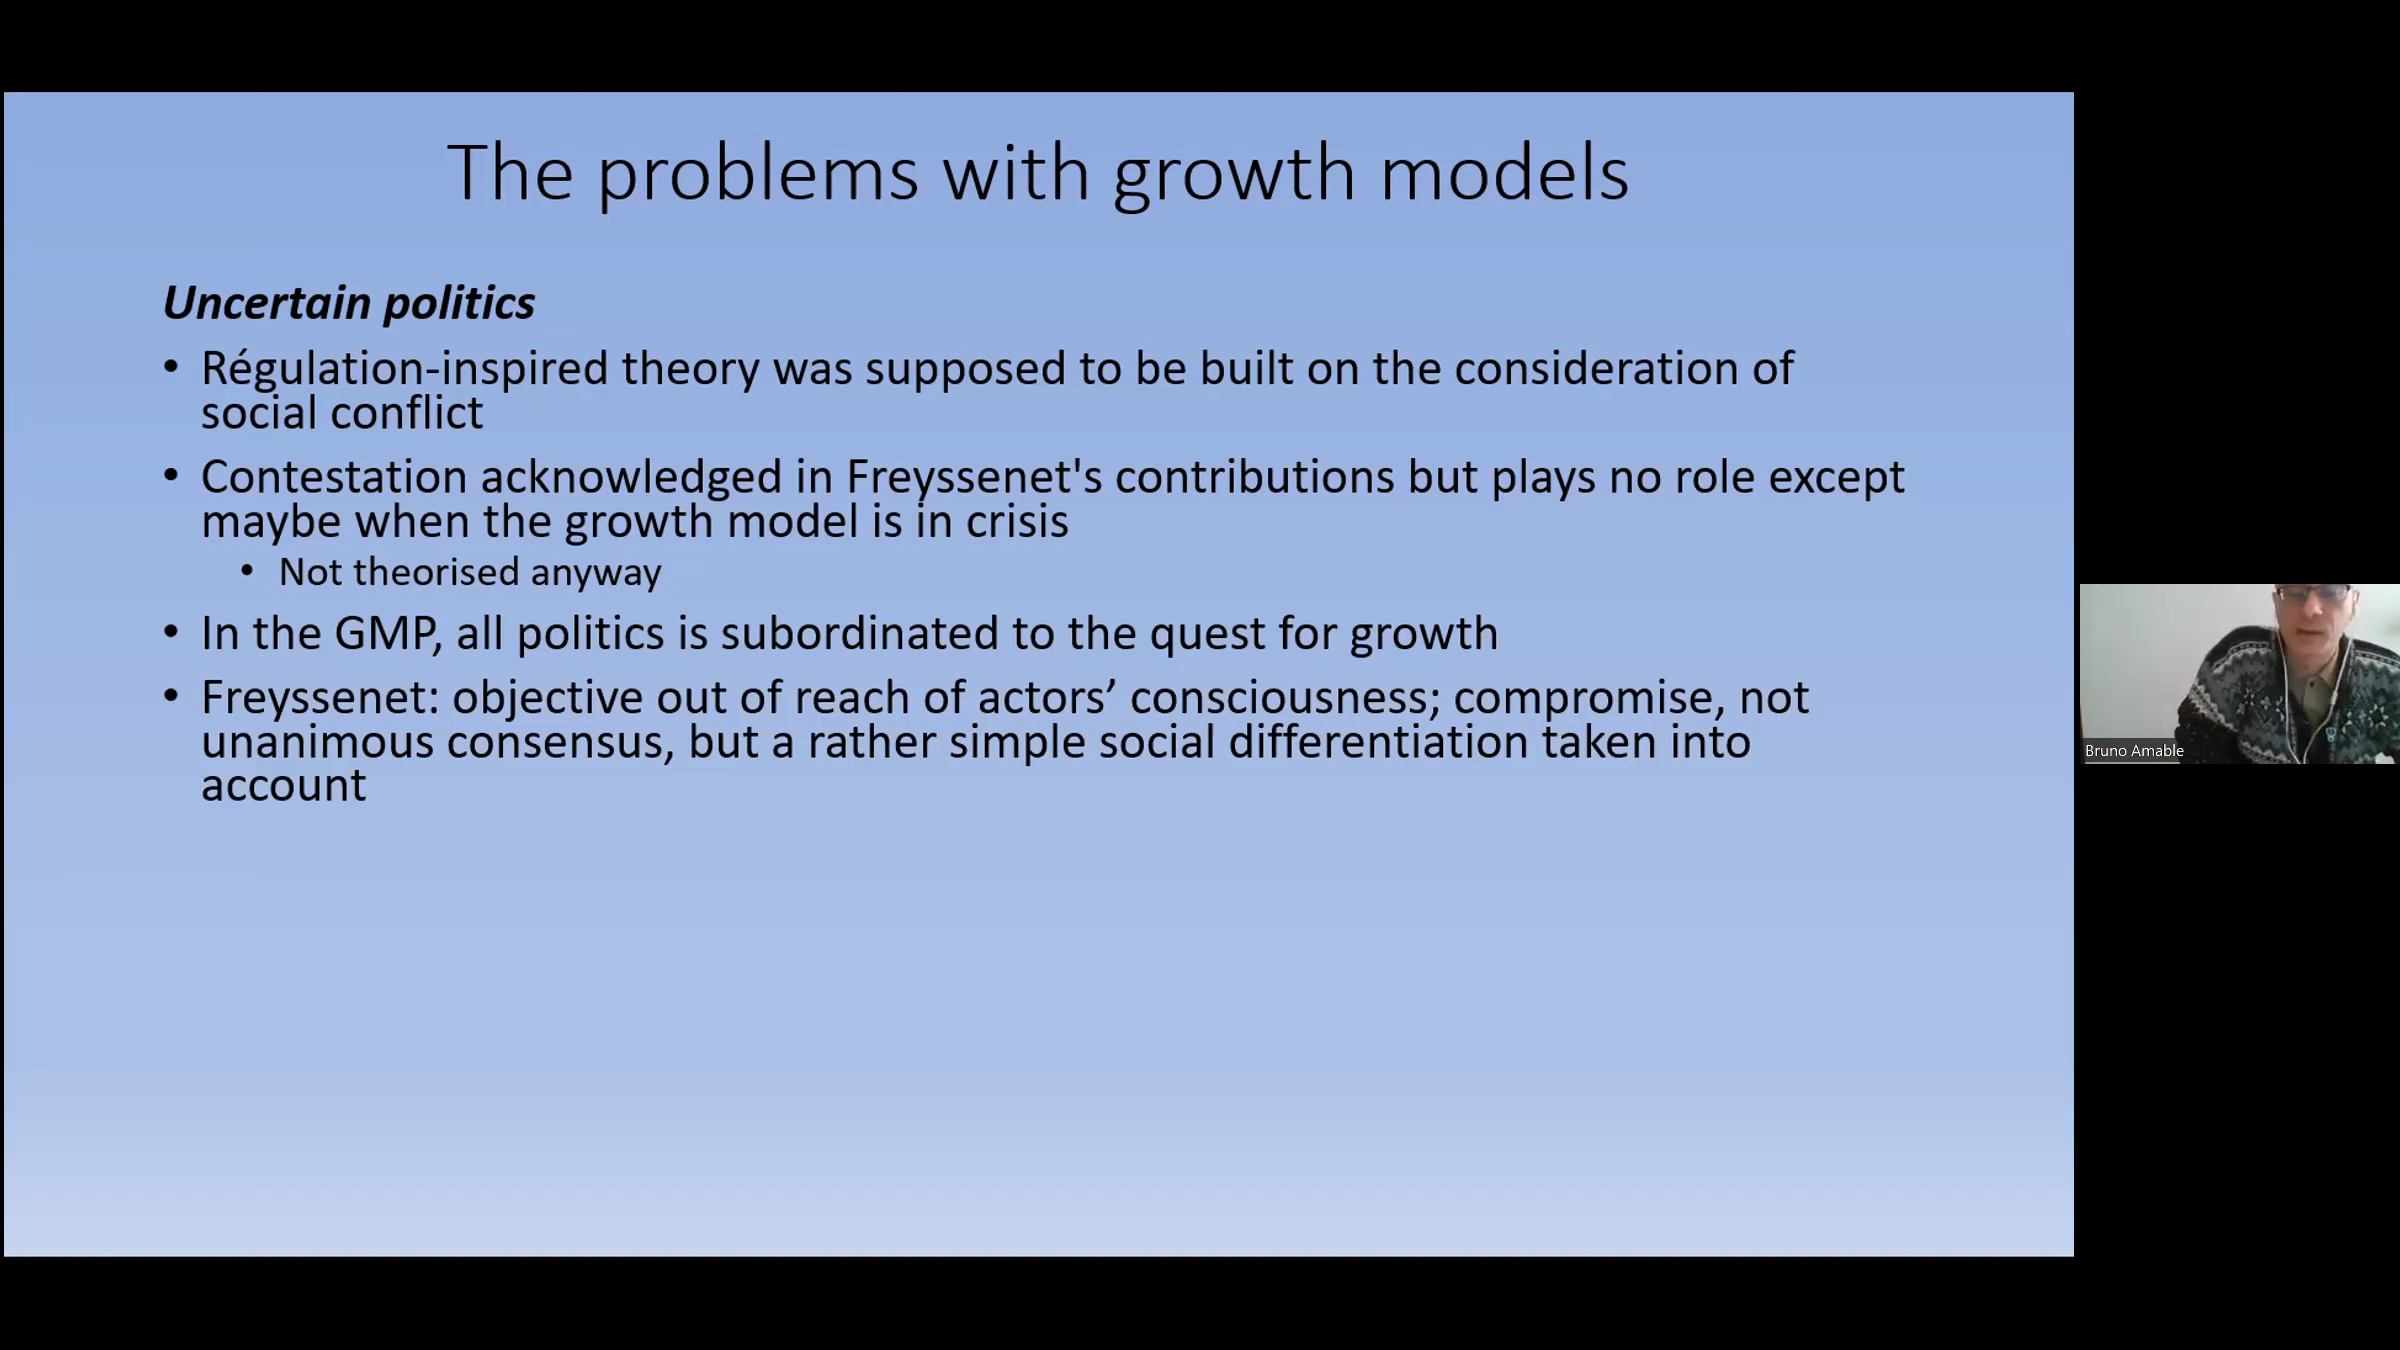 The problems with growth models
Uncertain politics
• Régulation-inspired theory was supposed to be built on the consideration of
social conflict
• Contestation acknowledged in Freyssenet's contributions but plays no role except
maybe when the growth model is in crisis
• Not theorised anyway
• In the GMP, all politics is subordinated to the quest for growth
• Freyssenet: objective out of reach of actors’ consciousness; compromise, not
unanimous consensus, but a rather simple social differentiation taken into
account
Bruno Amable